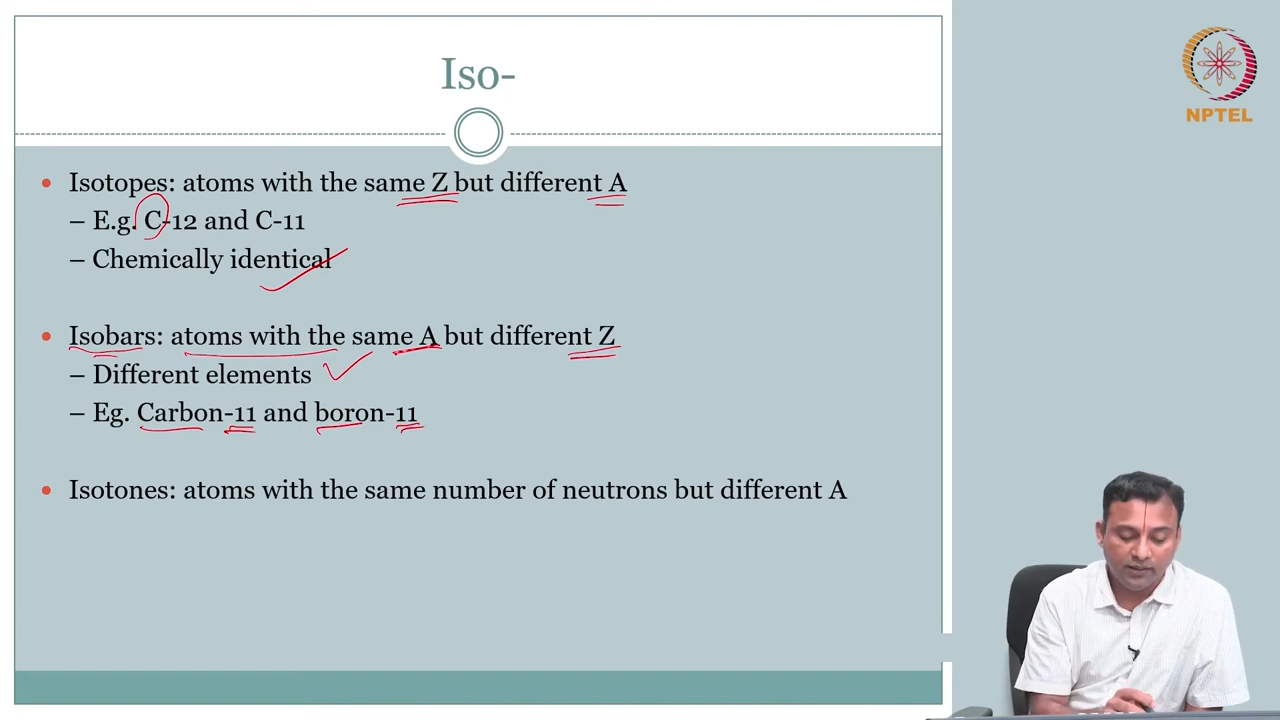 Iso-
NPTEL
• Isotopes: atoms with the same Z but different A
– E.g. C-12 and C-11
– Chemically identical
• Isobars: atoms with the same A but different Z
– Different elements
– Eg. Carbon-11 and boron-11
• Isotones: atoms with the same number of neutrons but different A